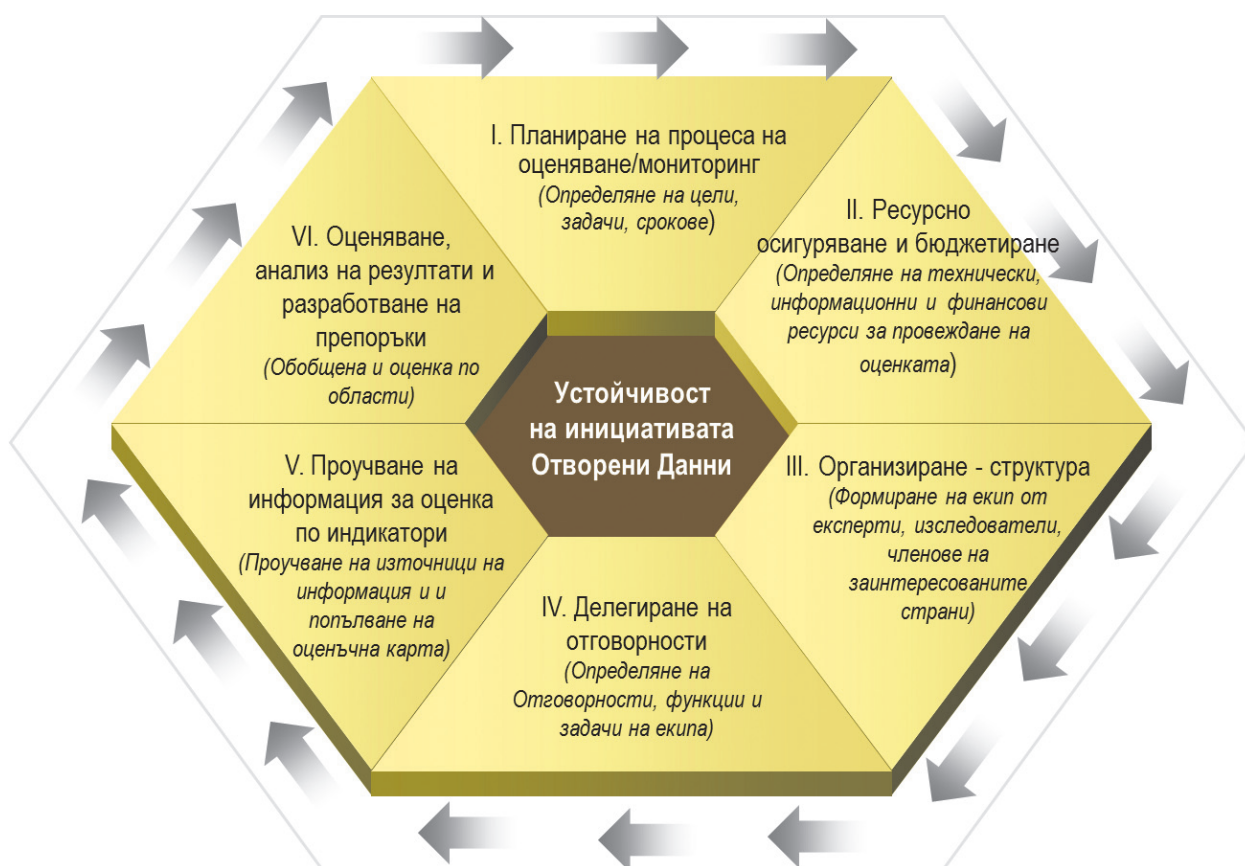 I. Планиране на процеса на
оценяване/мониторинг
(Определяне на цели,
задачи, срокове)
II. Ресурсно
осигуряване и бюджетиране
(Определяне на технически,
информационни и финансови
ресурси за провеждане на
оценката)
III. Организиране - структура
(Формиране на екип от
експерти, изследователи,
членове на
заинтересованите
страни)
IV. Делегиране на
отговорности
(Определяне на
Отговорности, функции и
задачи на екипа)
V. Проучване на
информация за оценка
по индикатори
(Проучване на източници на
информация и и
попълване на
оценъчна карта)
VI. Оценяване,
анализ на резултати и
разработване на
препоръки
(Обобщена и оценка по
области)
Устойчивост
на инициативата
Отворени Данни